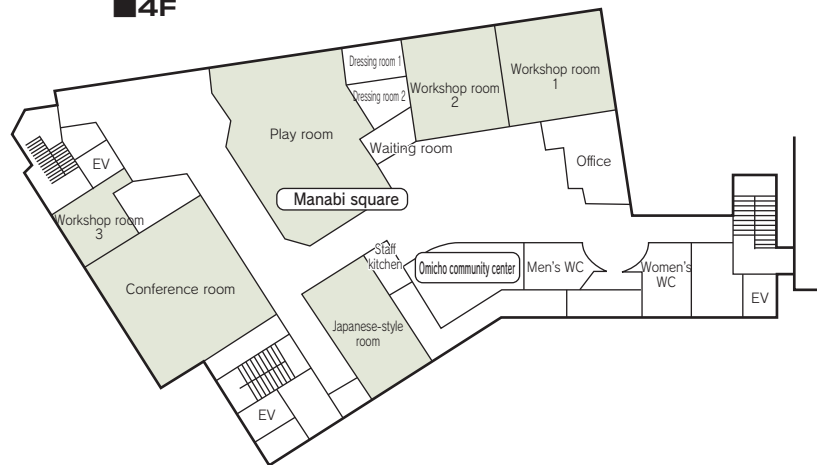 ■4F
Dressing room 1
Workshop room
1
Dressing room 2
Workshop room
2
Play room
Waiting room
Office
EV
Manabi square
Workshop room
3
Staff
kitchen
Omicho community center
Men's WC
Women's
WC
Conference room
EV
Japanese-style
room
EV